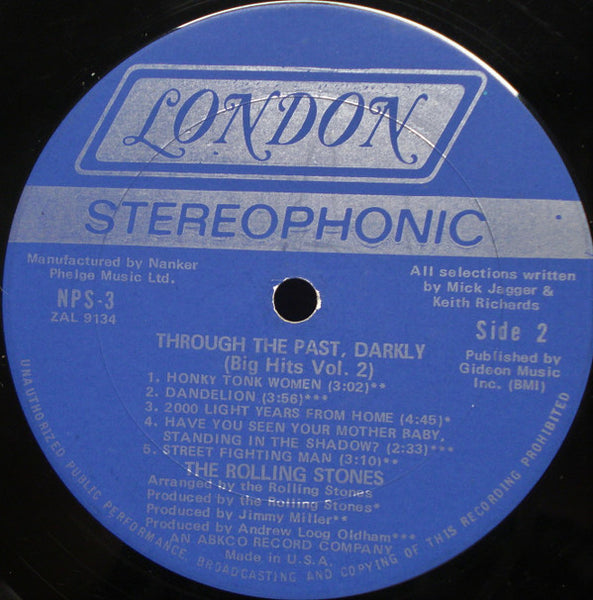 LONDON
STEREOPHONIC
Manufactured by Nanker
Phelge Music Ltd.
NPS-3
ZAL 9134
All selections written
by Mick Jagger &
Keith Richards
Side 2
Published by
Gideon Music
Inc. (BMI)
THROUGH THE PAST, DARKLY
(Big Hits Vol. 2)
1. HONKY TONK WOMEN (3:02)**
2. DANDELION (3:56)***
3. 2000 LIGHT YEARS FROM HOME (4:45)*
4. HAVE YOU SEEN YOUR MOTHER BABY,
STANDING IN THE SHADOW? (2:33)***
5. STREET FIGHTING MAN (3:10)**
THE ROLLING STONES
Arranged by the Rolling Stones
Produced by the Rolling Stones*
Produced by Jimmy Miller**
Produced by Andrew Loog Oldham***
AN ABKCO RECORD COMPANY
Made in U.S.A.
UNAUTHORIZED PUBLIC PERFORMANCE, BROADCASTING AND COPYING OF THIS RECORDING PROHIBITED